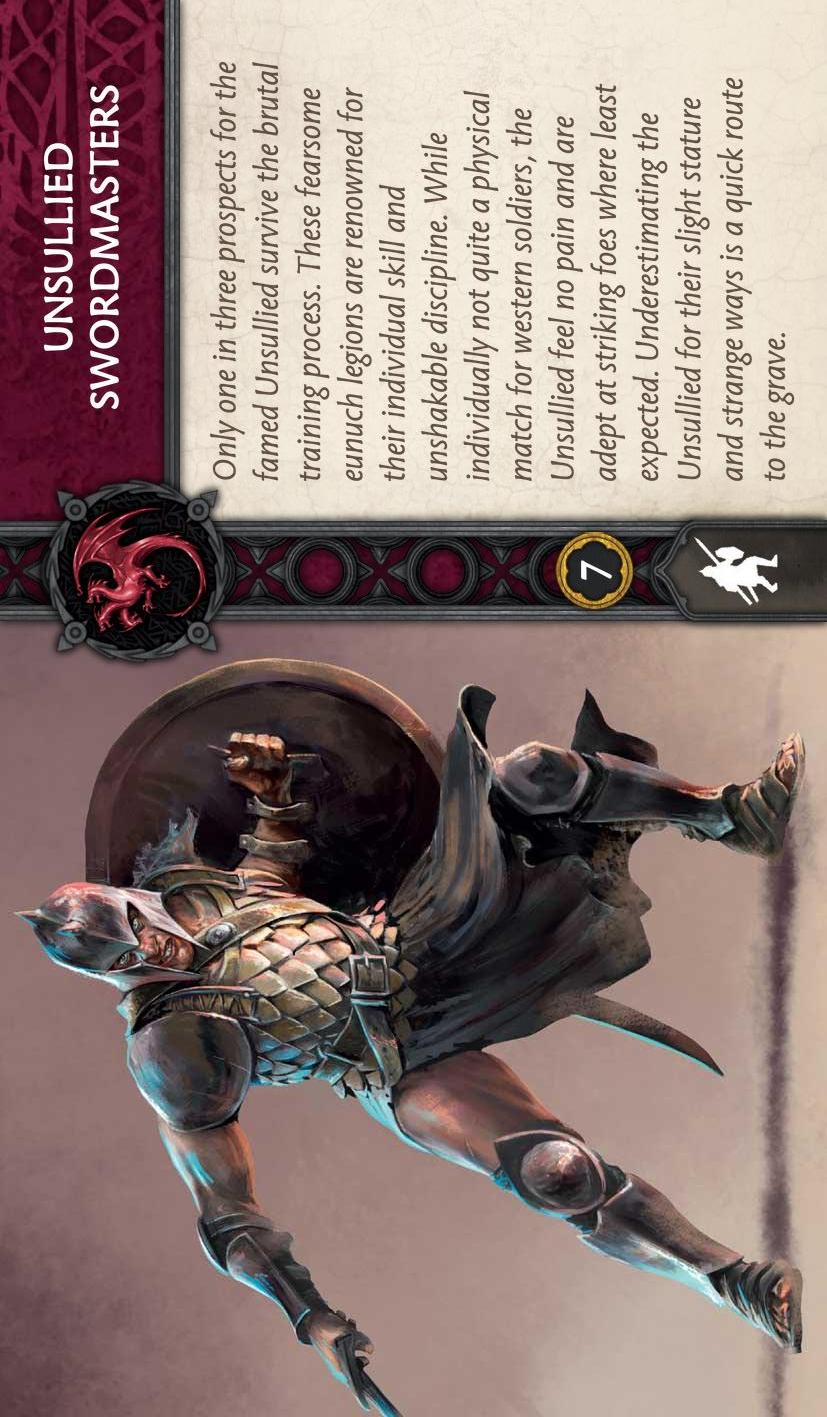 UNSULLIED
SWORDMASTERS
Only one in three prospects for the
famed Unsullied survive the brutal
training process. These fearsome
eunuch legions are renowned for
their individual skill and
unshakable discipline. While
individually not quite a physical
match for western soldiers, the
Unsullied feel no pain and are
adept at striking foes where least
expected. Underestimating the
Unsullied for their slight stature
and strange ways is a quick route
to the grave.
7